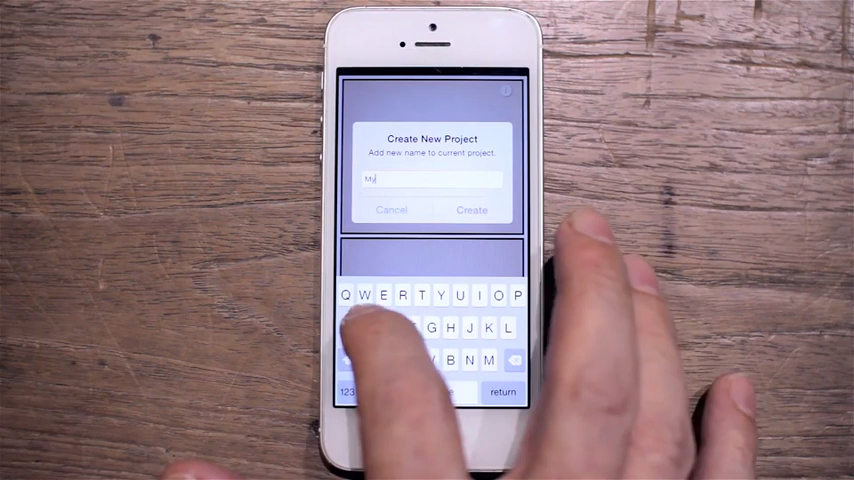 Create New Project
Add new name to current project.
My
Cancel Create
Q W E R T Y U I O P
G H J K L
V B N M
123 return